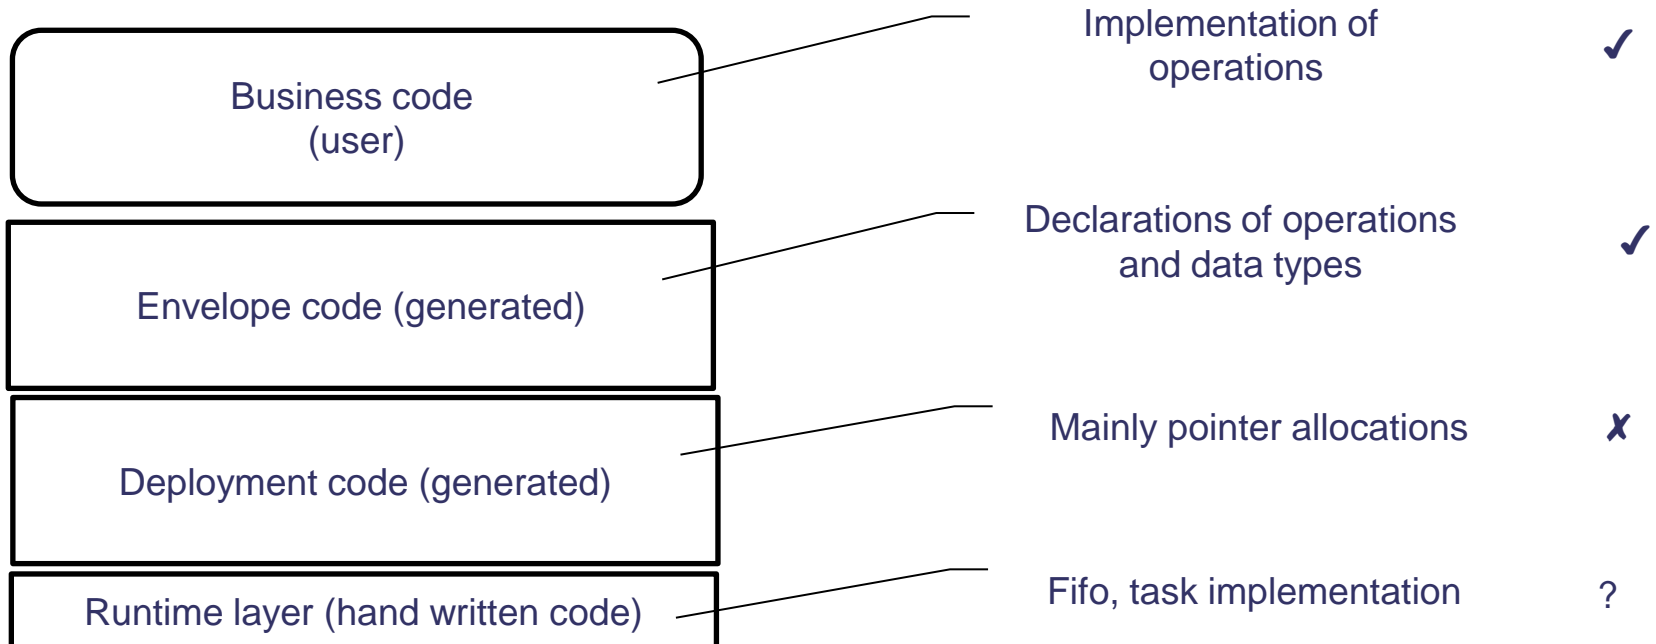 Implementation of
operations
✓
Business code
(user)
Declarations of operations
and data types
✓
Envelope code (generated)
Mainly pointer allocations
✗
Deployment code (generated)
Fifo, task implementation
?
Runtime layer (hand written code)